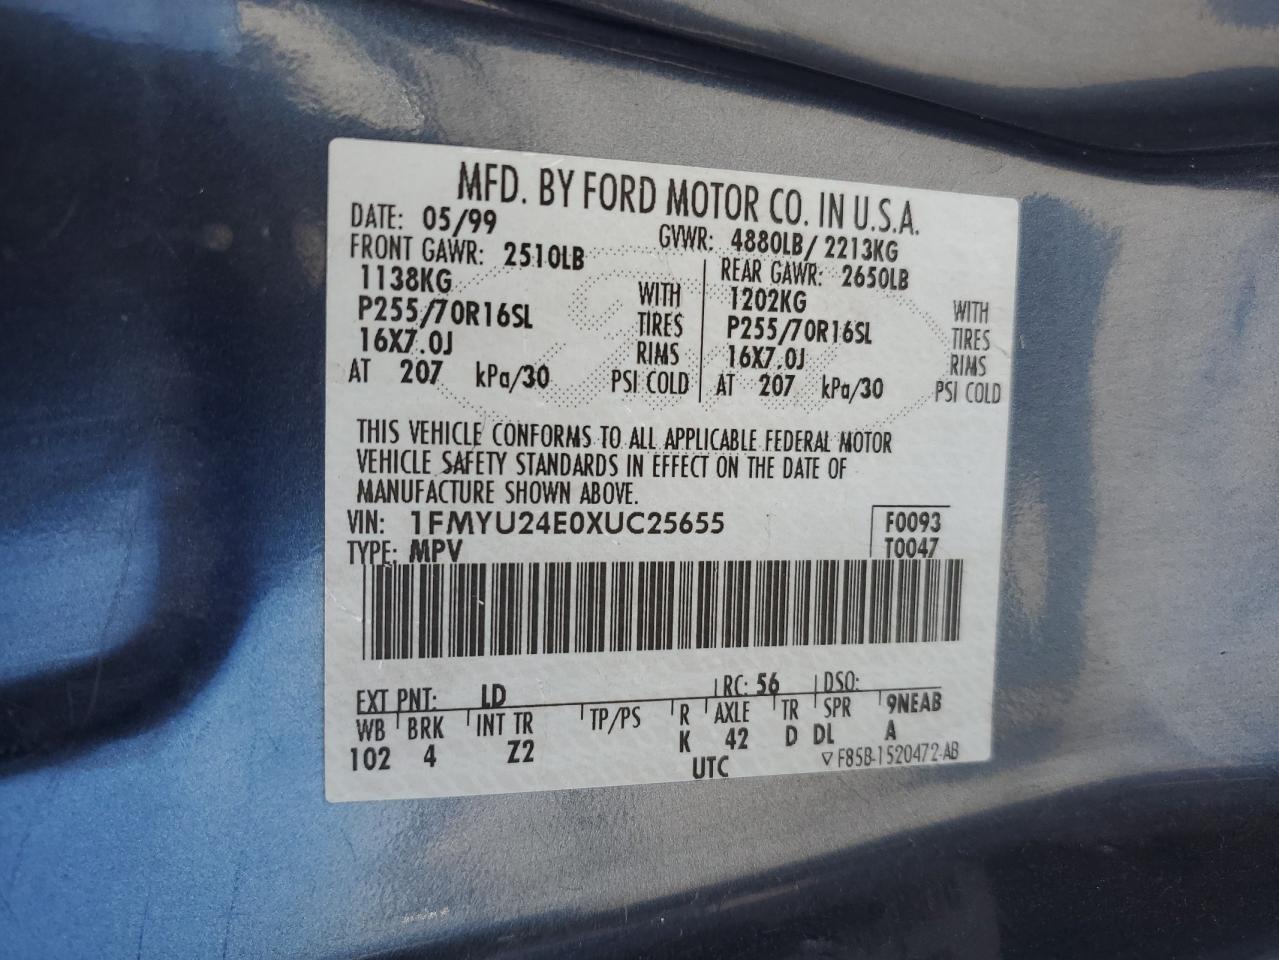 MFD. BY FORD MOTOR CO. IN U.S.A.
DATE: 05/99 GVWR: 4880LB/ 2213KG
FRONT GAWR: 2510LB REAR GAWR: 2650LB
1138KG WITH 1202KG WITH
P255/70R16SL TIRES P255/70R16SL TIRES
16X7.0J RIMS 16X7.0J RIMS
AT 207 kPa/30 PSI COLD AT 207 kPa/30 PSI COLD
THIS VEHICLE CONFORMS TO ALL APPLICABLE FEDERAL MOTOR
VEHICLE SAFETY STANDARDS IN EFFECT ON THE DATE OF
MANUFACTURE SHOWN ABOVE.
VIN: 1FMYU24E0XUC25655 F0093
TYPE: MPV T0047
EXT PNT: LD RC: 56 DSO:
WB BRK INT TR TP/PS R AXLE TR SPR 9NEAB
102 4 Z2 K 42 D DL A
UTC ▽ F85B-1520472-AB